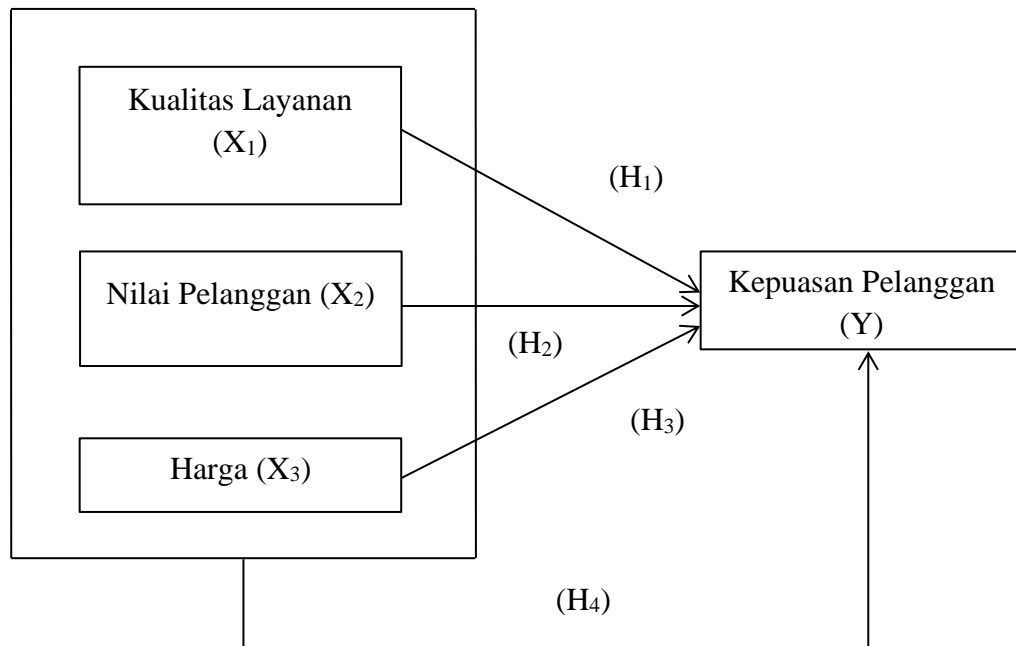 Kualitas Layanan
(X₁)
(H₁)
Nilai Pelanggan (X₂)
Kepuasan Pelanggan
(Y)
(H₂)
(H₃)
Harga (X₃)
(H₄)